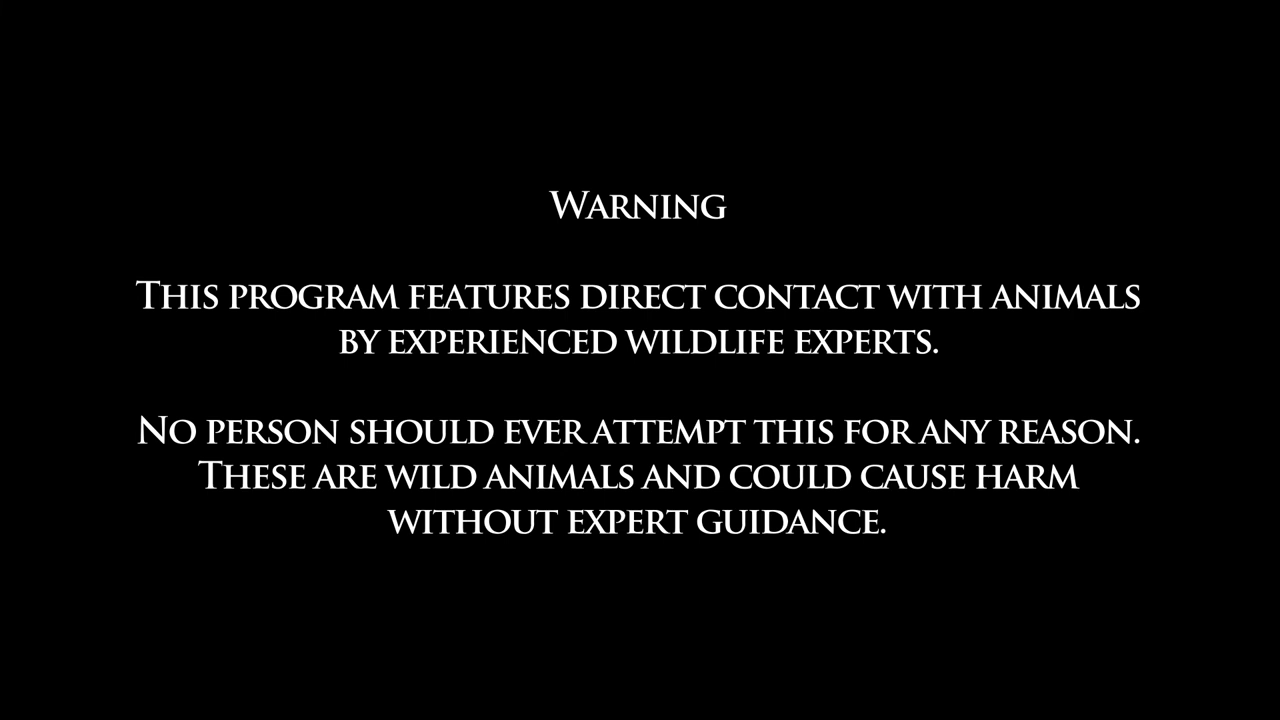 Warning
This program features direct contact with animals
by experienced wildlife experts.
No person should ever attempt this for any reason.
These are wild animals and could cause harm
without expert guidance.